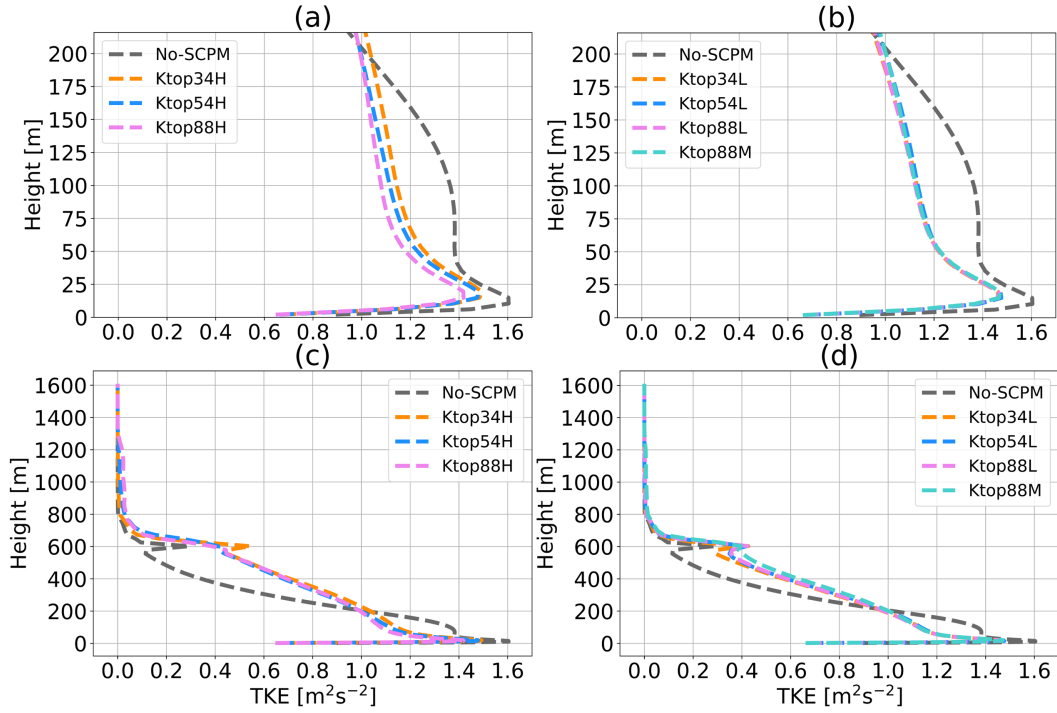 (a)
(b)
Height [m]
200
175
150
125
100
75
50
25
0
No-SCPM
Ktop34H
Ktop54H
Ktop88H
0.0 0.2 0.4 0.6 0.8 1.0 1.2 1.4 1.6
Height [m]
200
175
150
125
100
75
50
25
0
No-SCPM
Ktop34L
Ktop54L
Ktop88L
Ktop88M
0.0 0.2 0.4 0.6 0.8 1.0 1.2 1.4 1.6
(c)
(d)
Height [m]
1600
1400
1200
1000
800
600
400
200
0
No-SCPM
Ktop34H
Ktop54H
Ktop88H
0.0 0.2 0.4 0.6 0.8 1.0 1.2 1.4 1.6
TKE [m²s⁻²]
Height [m]
1600
1400
1200
1000
800
600
400
200
0
No-SCPM
Ktop34L
Ktop54L
Ktop88L
Ktop88M
0.0 0.2 0.4 0.6 0.8 1.0 1.2 1.4 1.6
TKE [m²s⁻²]